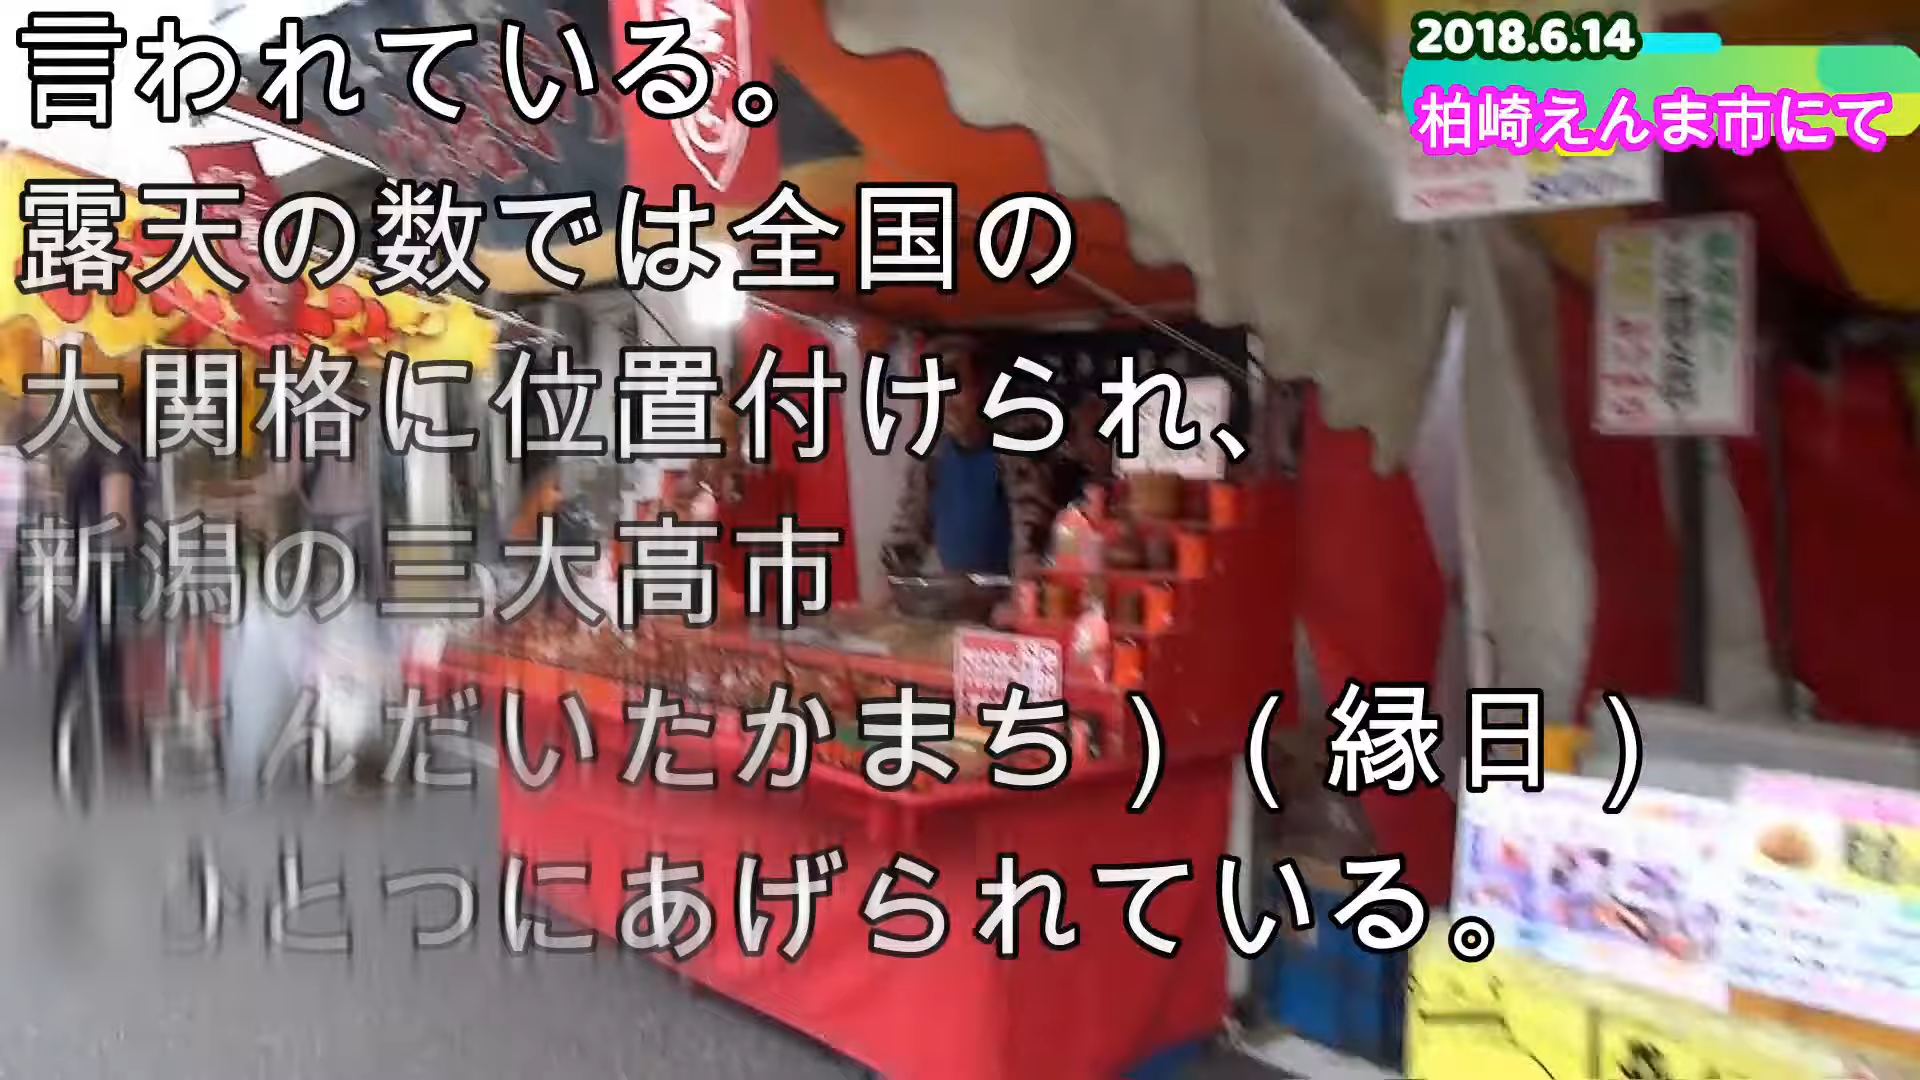 2018.6.14
柏崎えんま市にて
言われている。
露天の数では全国の
大関格に位置付けられ、
新潟の三大高市
さんだいたかまち)(縁日)
ひとつにあげられている。